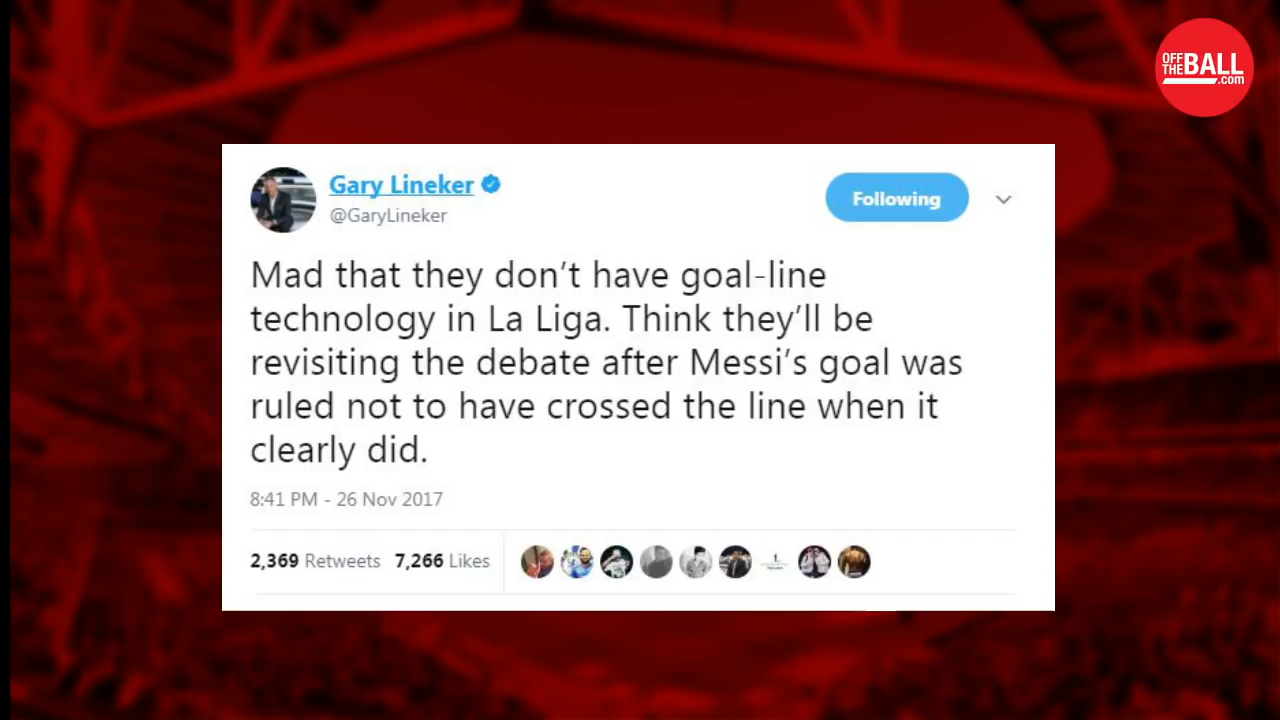 OFF
THE BALL
.com
Gary Lineker
@GaryLineker
Following
Mad that they don't have goal-line
technology in La Liga. Think they'll be
revisiting the debate after Messi's goal was
ruled not to have crossed the line when it
clearly did.
8:41 PM - 26 Nov 2017
2,369 Retweets 7,266 Likes